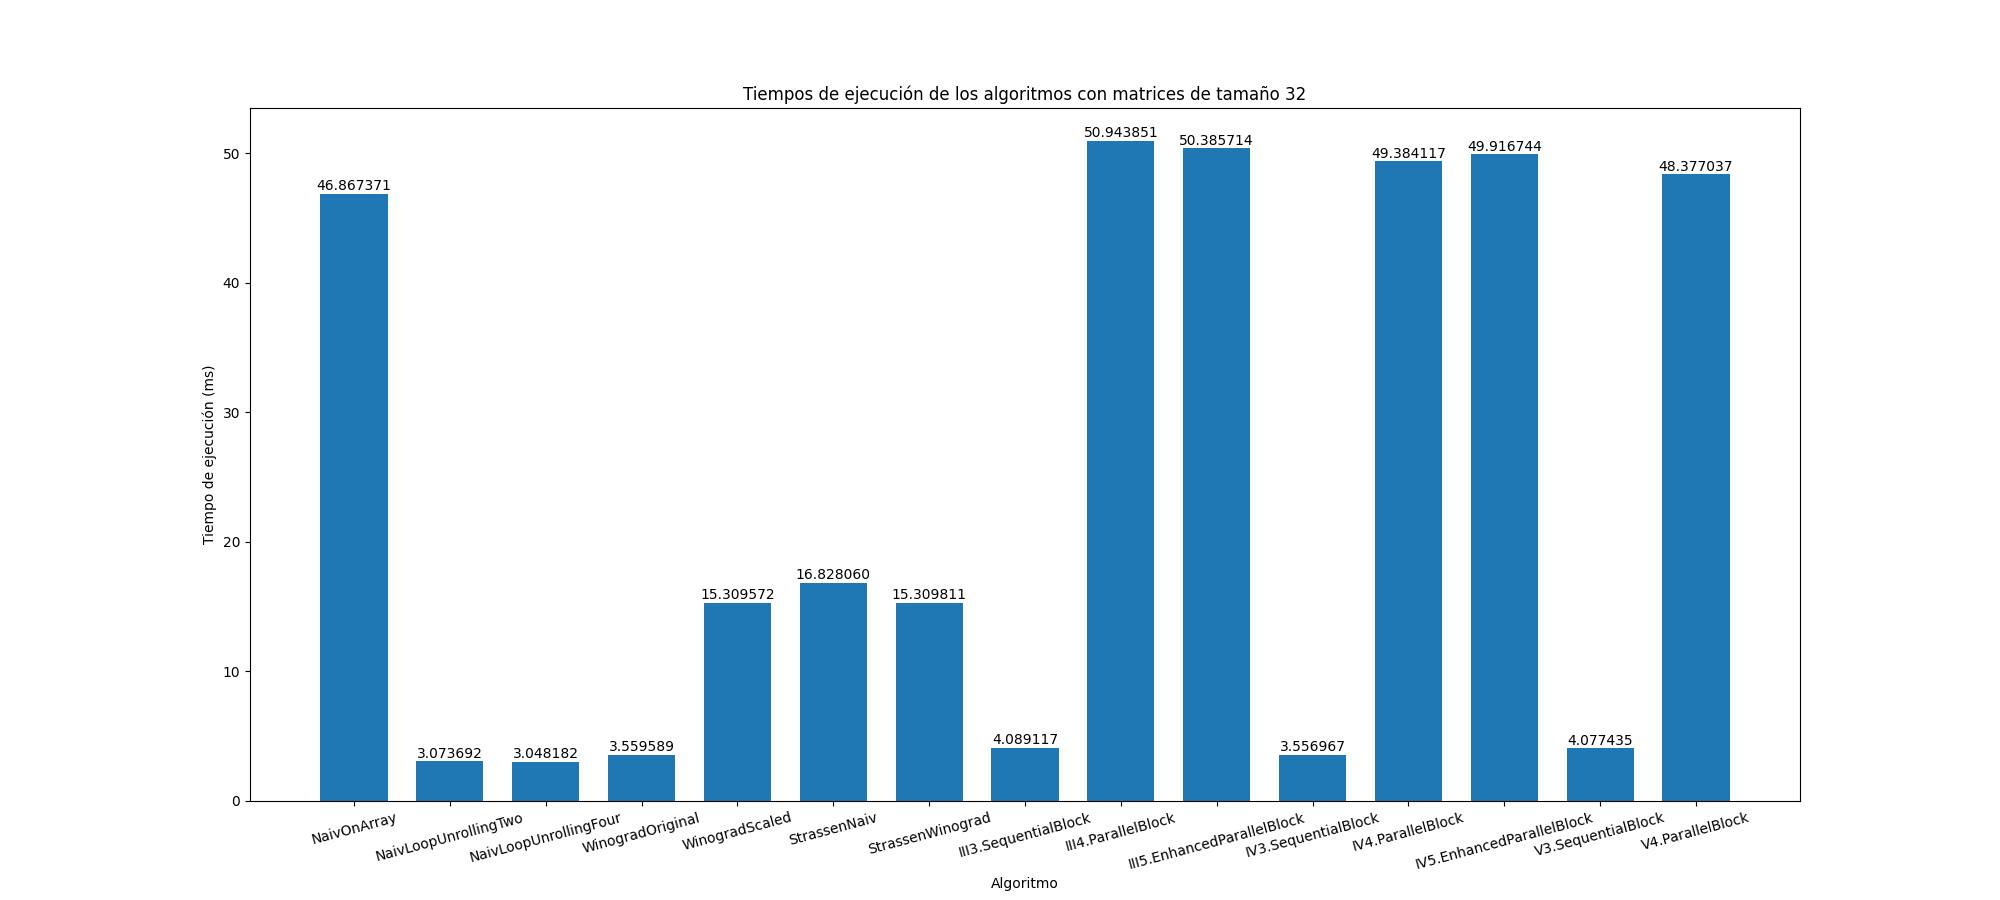 Tiempos de ejecución de los algoritmos con matrices de tamaño 32
Tiempo de ejecución (ms)
50
40
30
20
10
0
46.867371
3.073692
3.048182
3.559589
15.309572
16.828060
15.309811
4.089117
50.943851
50.385714
3.556967
49.384117
49.916744
4.077435
48.377037
NaivOnArray
NaivLoopUnrollingTwo
NaivLoopUnrollingFour
WinogradOriginal
WinogradScaled
StrassenNaiv
StrassenWinograd
III3.SequentialBlock
III4.ParallelBlock
III5.EnhancedParallelBlock
IV3.SequentialBlock
IV4.ParallelBlock
IV5.EnhancedParallelBlock
V3.SequentialBlock
V4.ParallelBlock
Algoritmo